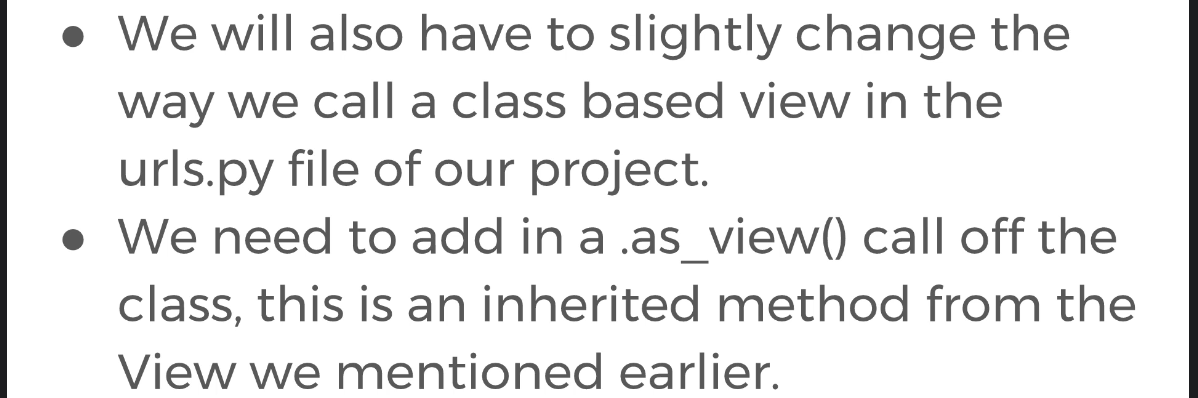 ● We will also have to slightly change the
way we call a class based view in the
urls.py file of our project.
● We need to add in a .as_view() call off the
class, this is an inherited method from the
View we mentioned earlier.